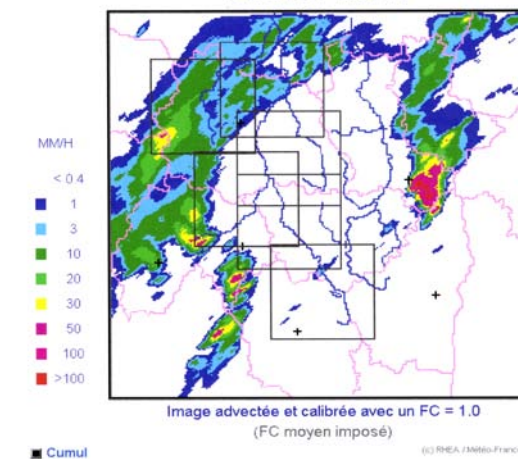 MM/H
< 0.4
1
3
10
20
30
50
100
>100
Image advectée et calibrée avec un FC = 1.0
(FC moyen imposé)
Cumul
(c) RHEA / Météo-Franc